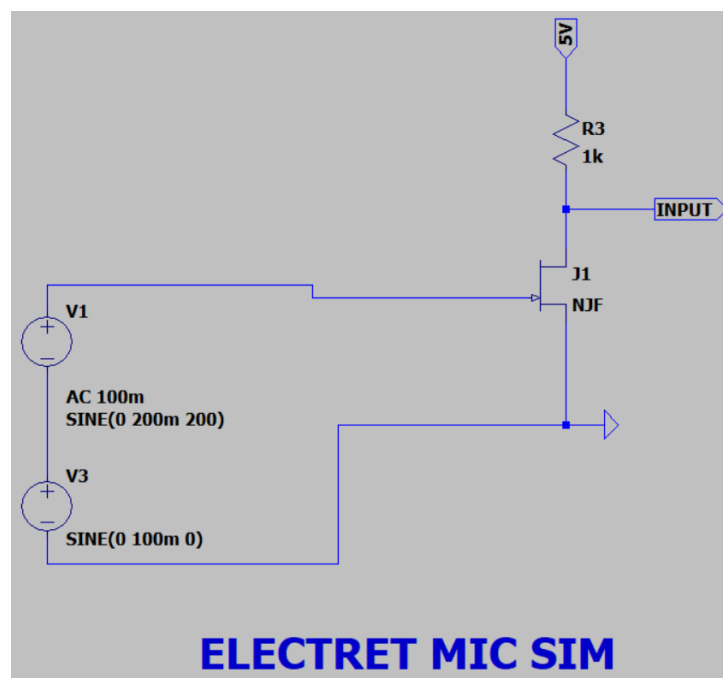 5V
R3
1k
INPUT
J1
NJF
V1
AC 100m
SINE(0 200m 200)
V3
SINE(0 100m 0)
ELECTRET MIC SIM